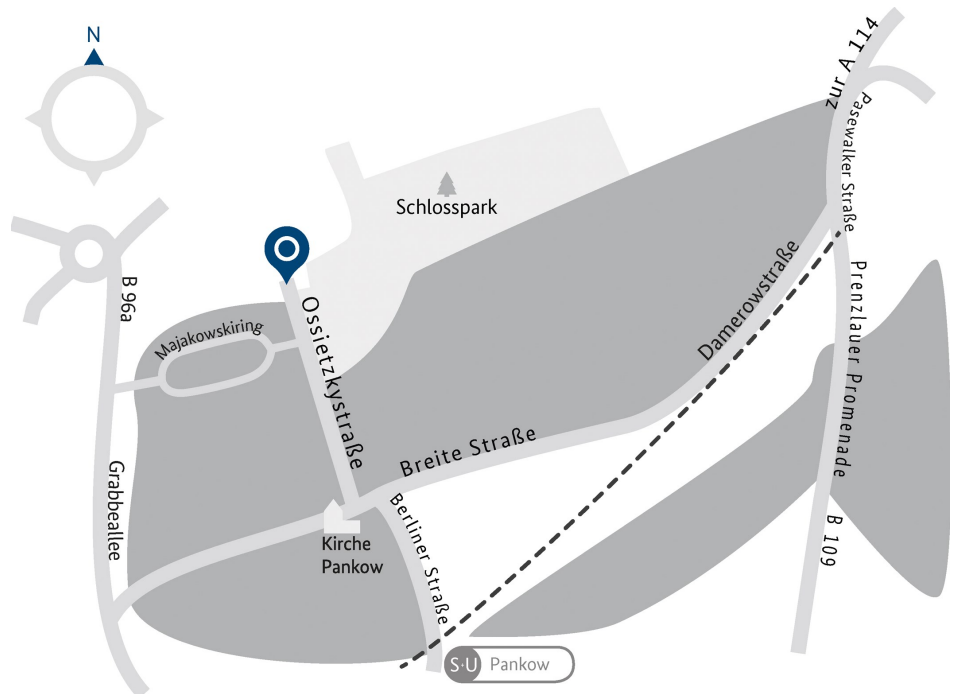 N
zur A 114
Pasewalker Straße
Schlosspark
B 96a
Ossietzkystraße
Majakowskiring
Damerowstraße
Prenzlauer Promenade
Breite Straße
Grabbeallee
Berliner Straße
Kirche
Pankow
B 109
S·U Pankow